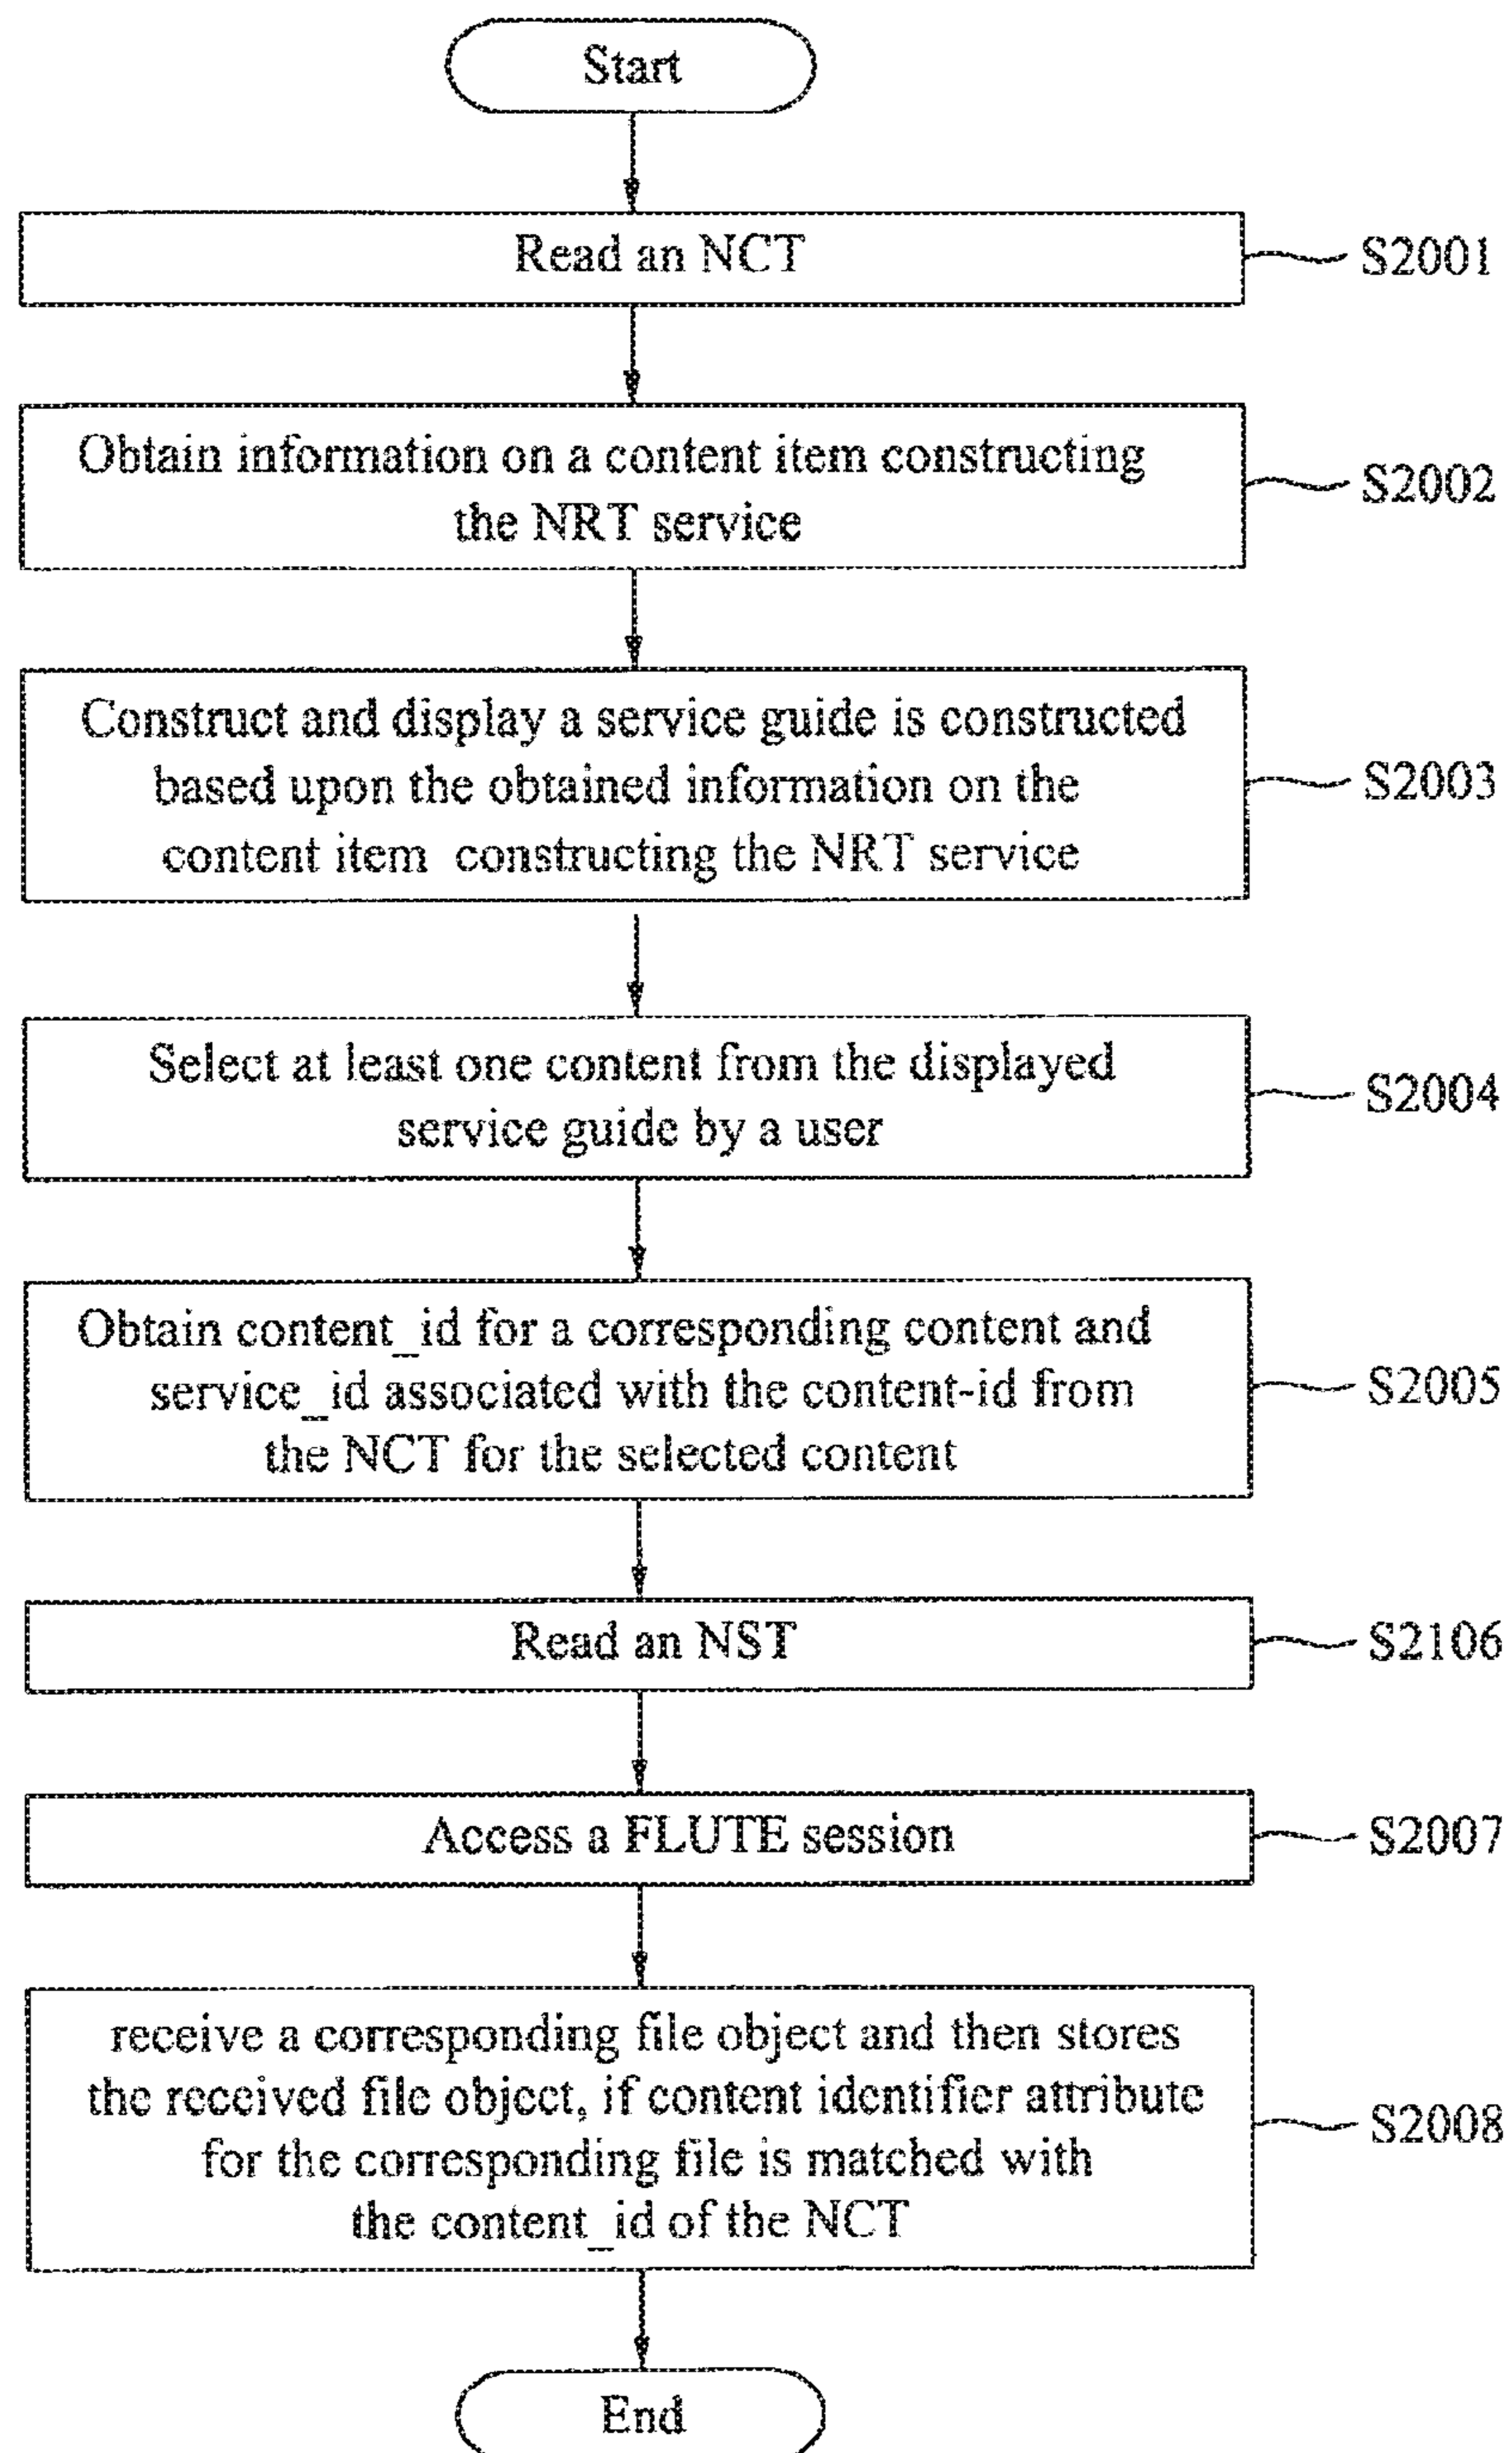 Start
Read an NCT
S2001
Obtain information on a content item constructing
the NRT service
S2002
Construct and display a service guide is constructed
based upon the obtained information on the
content item constructing the NRT service
S2003
Select at least one content from the displayed
service guide by a user
S2004
Obtain content_id for a corresponding content and
service_id associated with the content-id from
the NCT for the selected content
S2005
Read an NST
S2106
Access a FLUTE session
S2007
receive a corresponding file object and then stores
the received file object, if content identifier attribute
for the corresponding file is matched with
the content_id of the NCT
S2008
End